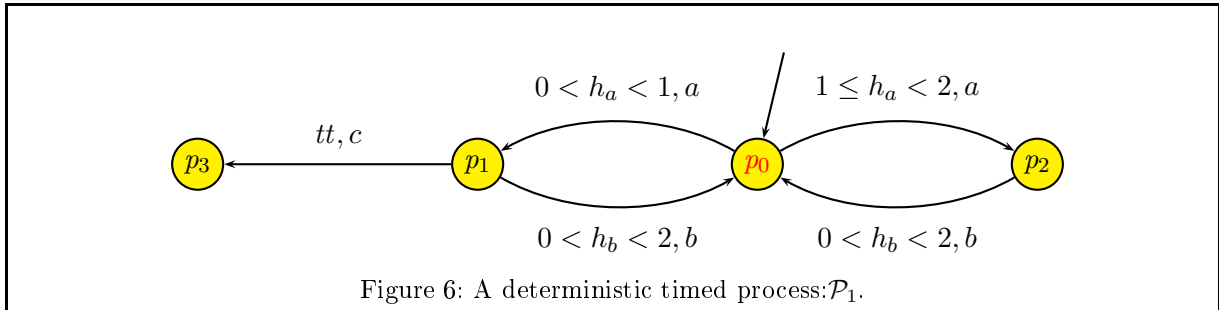 0 < h_a < 1, a
1 ≤ h_a < 2, a
tt, c
p_3
p_1
p_0
p_2
0 < h_b < 2, b
0 < h_b < 2, b
Figure 6: A deterministic timed process:𝒫_1.